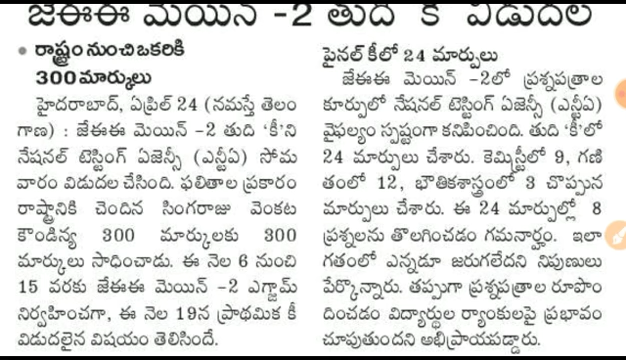 జేఈఈ మెయిన్ -2 తుది 'కీ' విడుదల
• రాష్ట్రం నుంచి ఒకరికి
300 మార్కులు
హైదరాబాద్, ఏప్రిల్ 24 (నమస్తే తెలం
గాణ) : జేఈఈ మెయిన్ -2 తుది 'కీ'ని
నేషనల్ టెస్టింగ్ ఏజెన్సీ (ఎన్టీఏ) సోమ
వారం విడుదల చేసింది. ఫలితాల ప్రకారం
రాష్ట్రానికి చెందిన సింగరాజు వెంకట
కౌండిన్య 300 మార్కులకు 300
మార్కులు సాధించాడు. ఈ నెల 6 నుంచి
15 వరకు జేఈఈ మెయిన్ -2 ఎగ్జామ్
నిర్వహించగా, ఈ నెల 19న ప్రాథమిక కీ
విడుదలైన విషయం తెలిసిందే.
ఫైనల్ కీలో 24 మార్పులు
జేఈఈ మెయిన్ -2లో ప్రశ్నపత్రాల
కూర్పులో నేషనల్ టెస్టింగ్ ఏజెన్సీ (ఎన్టీఏ)
వైఫల్యం స్పష్టంగా కనిపించింది. తుది 'కీ'లో
24 మార్పులు చేశారు. కెమిస్ట్రీలో 9, గణి
తంలో 12, భౌతికశాస్త్రంలో 3 చొప్పున
మార్పులు చేశారు. ఈ 24 మార్పుల్లో 8
ప్రశ్నలను తొలగించడం గమనార్హం. ఇలా
గతంలో ఎన్నడూ జరుగలేదని నిపుణులు
పేర్కొన్నారు. తప్పుగా ప్రశ్నపత్రాల రూపొం
దించడం విద్యార్థుల ర్యాంకులపై ప్రభావం
చూపుతుందని అభిప్రాయపడ్డారు.